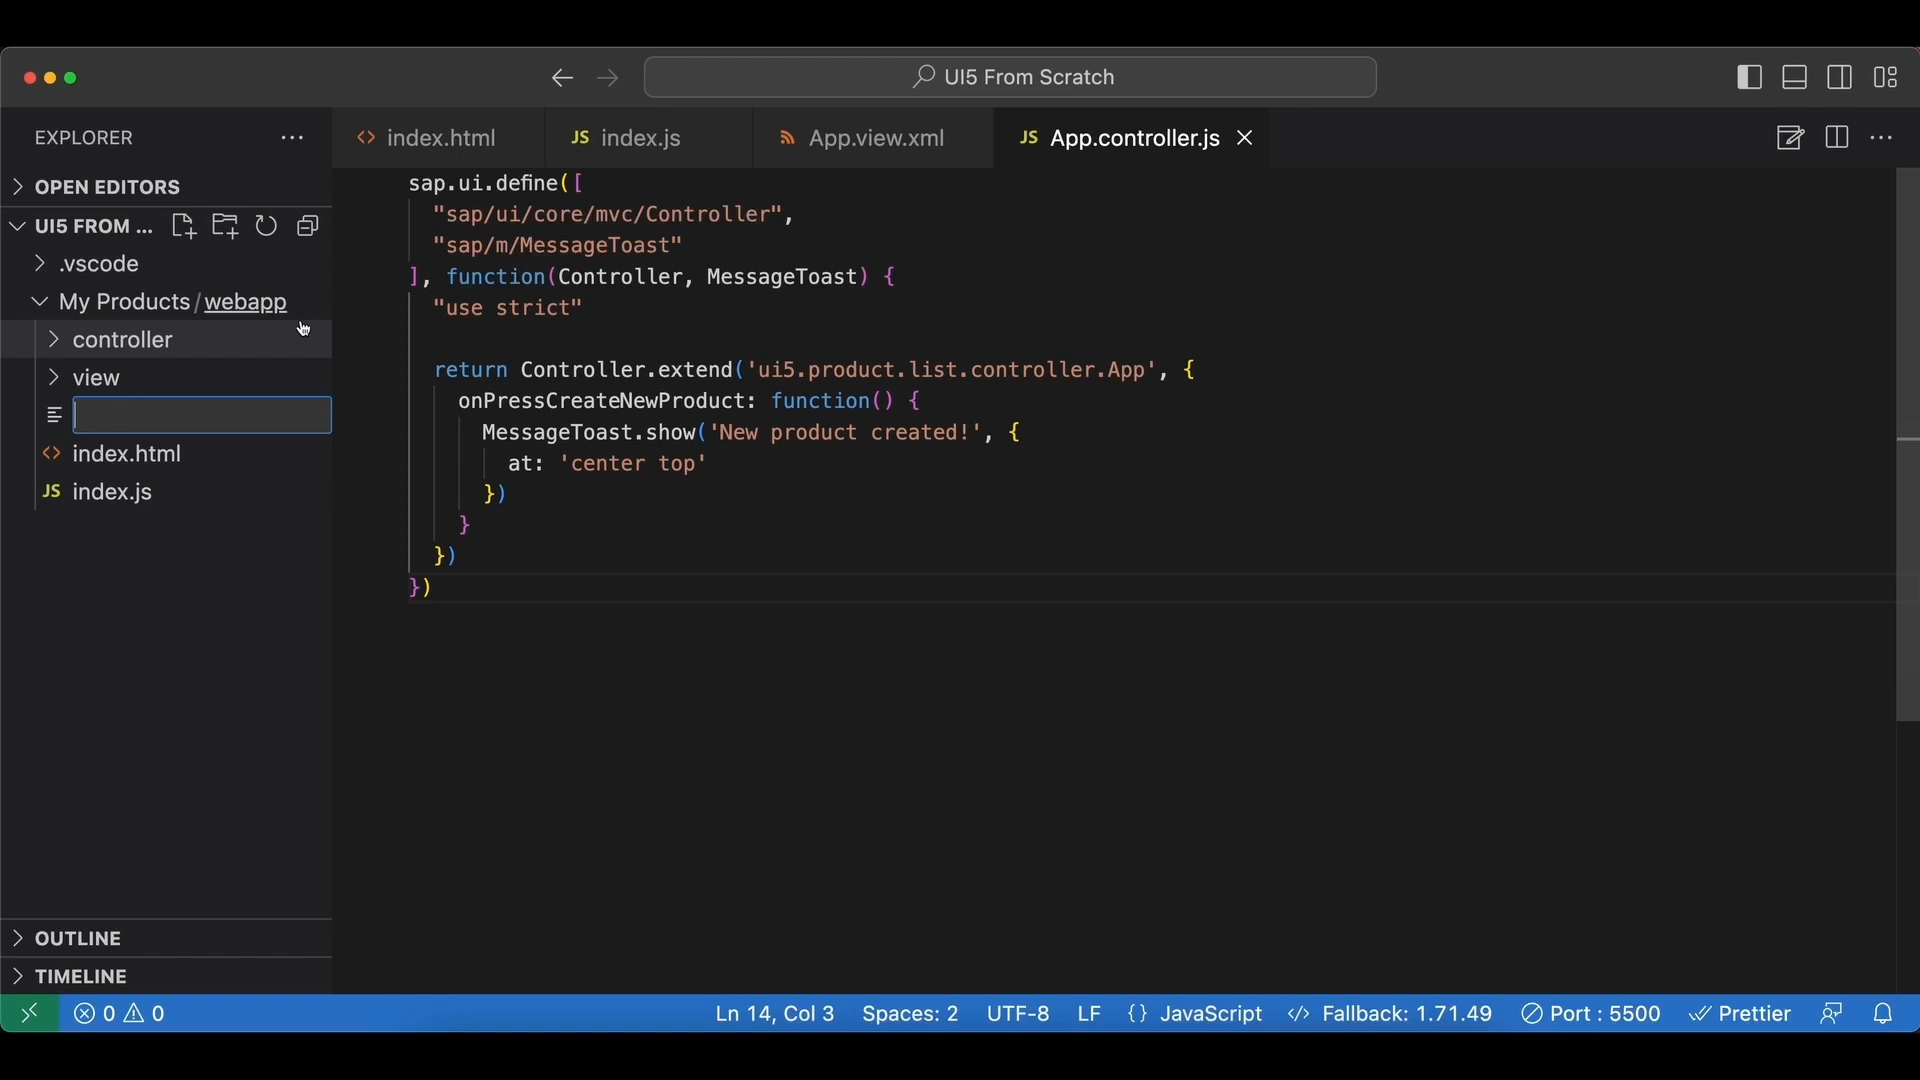 UI5 From Scratch
EXPLORER
index.html
JS index.js
App.view.xml
JS App.controller.js
OPEN EDITORS
UI5 FROM ...
.vscode
My Products/webapp
controller
view
index.html
JS index.js
OUTLINE
TIMELINE
sap.ui.define([
"sap/ui/core/mvc/Controller",
"sap/m/MessageToast"
], function(Controller, MessageToast) {
"use strict"
return Controller.extend('ui5.product.list.controller.App', {
onPressCreateNewProduct: function() {
MessageToast.show('New product created!', {
at: 'center top'
})
}
})
})
0 0 Ln 14, Col 3 Spaces: 2 UTF-8 LF {} JavaScript </> Fallback: 1.71.49 Port : 5500 Prettier